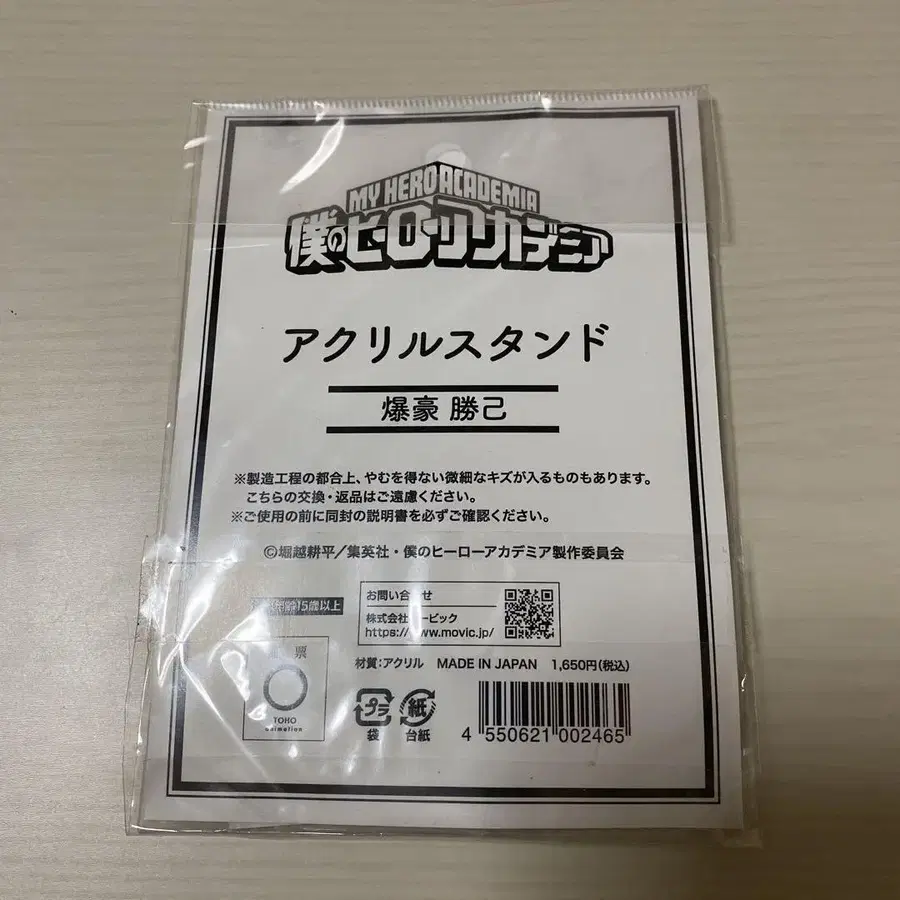 MY HERO ACADEMIA
僕のヒーローアカデミア
アクリルスタンド
爆豪 勝己
※製造工程の都合上、やむを得ない微細なキズが入るものもあります。
こちらの交換・返品はご遠慮ください。
※ご使用の前に同封の説明書を必ずご確認ください。
©堀越耕平／集英社・僕のヒーローアカデミア製作委員会
15歳以上
お問い合わせ
株式会社ムービック
https://www.movic.jp/
票
TOHO
animation
材質：アクリル MADE IN JAPAN 1,650円(税込)
プラ
紙
袋
台紙
4 550621 002465